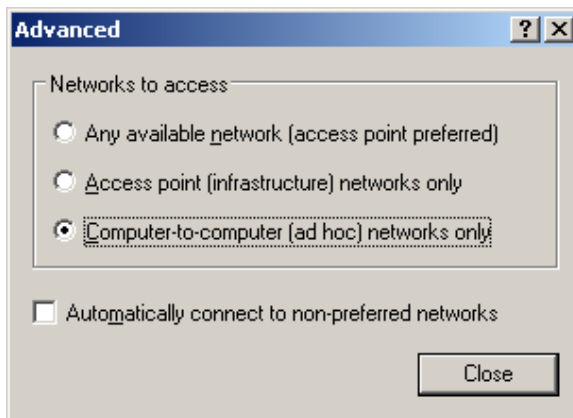 Advanced
Networks to access
Any available network (access point preferred)
Access point (infrastructure) networks only
Computer-to-computer (ad hoc) networks only
Automatically connect to non-preferred networks
Close